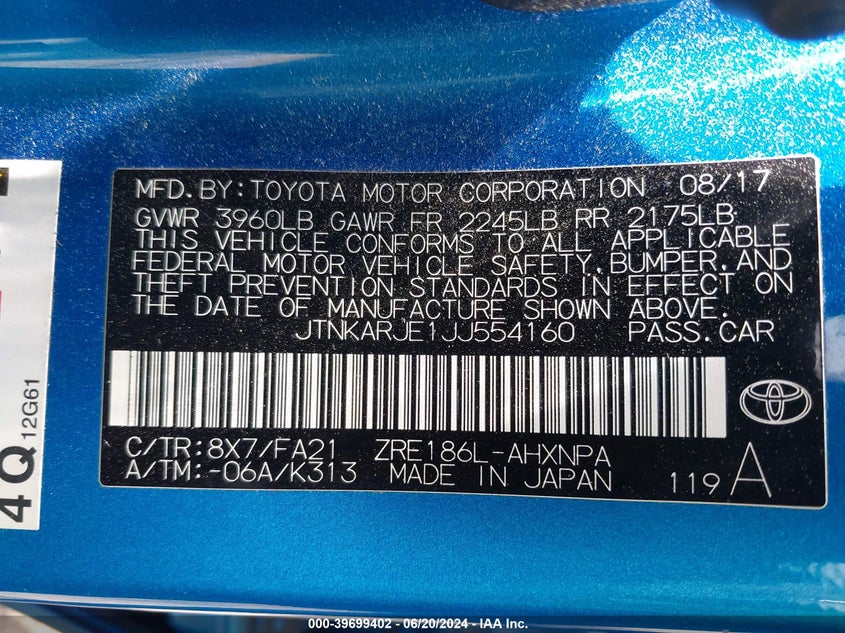 MFD. BY: TOYOTA MOTOR CORPORATION 08/17
GVWR 3960LB GAWR FR 2245LB RR 2175LB
THIS VEHICLE CONFORMS TO ALL APPLICABLE
FEDERAL MOTOR VEHICLE SAFETY, BUMPER, AND
THEFT PREVENTION STANDARDS IN EFFECT ON
THE DATE OF MANUFACTURE SHOWN ABOVE.
JTNKARJE1JJ554160 PASS.CAR
C/TR: 8X7/FA21 ZRE186L-AHXNPA
A/TM: -06A/K313 MADE IN JAPAN
119 A
4Q
12G61
000-39699402 - 06/20/2024 - IAA Inc.